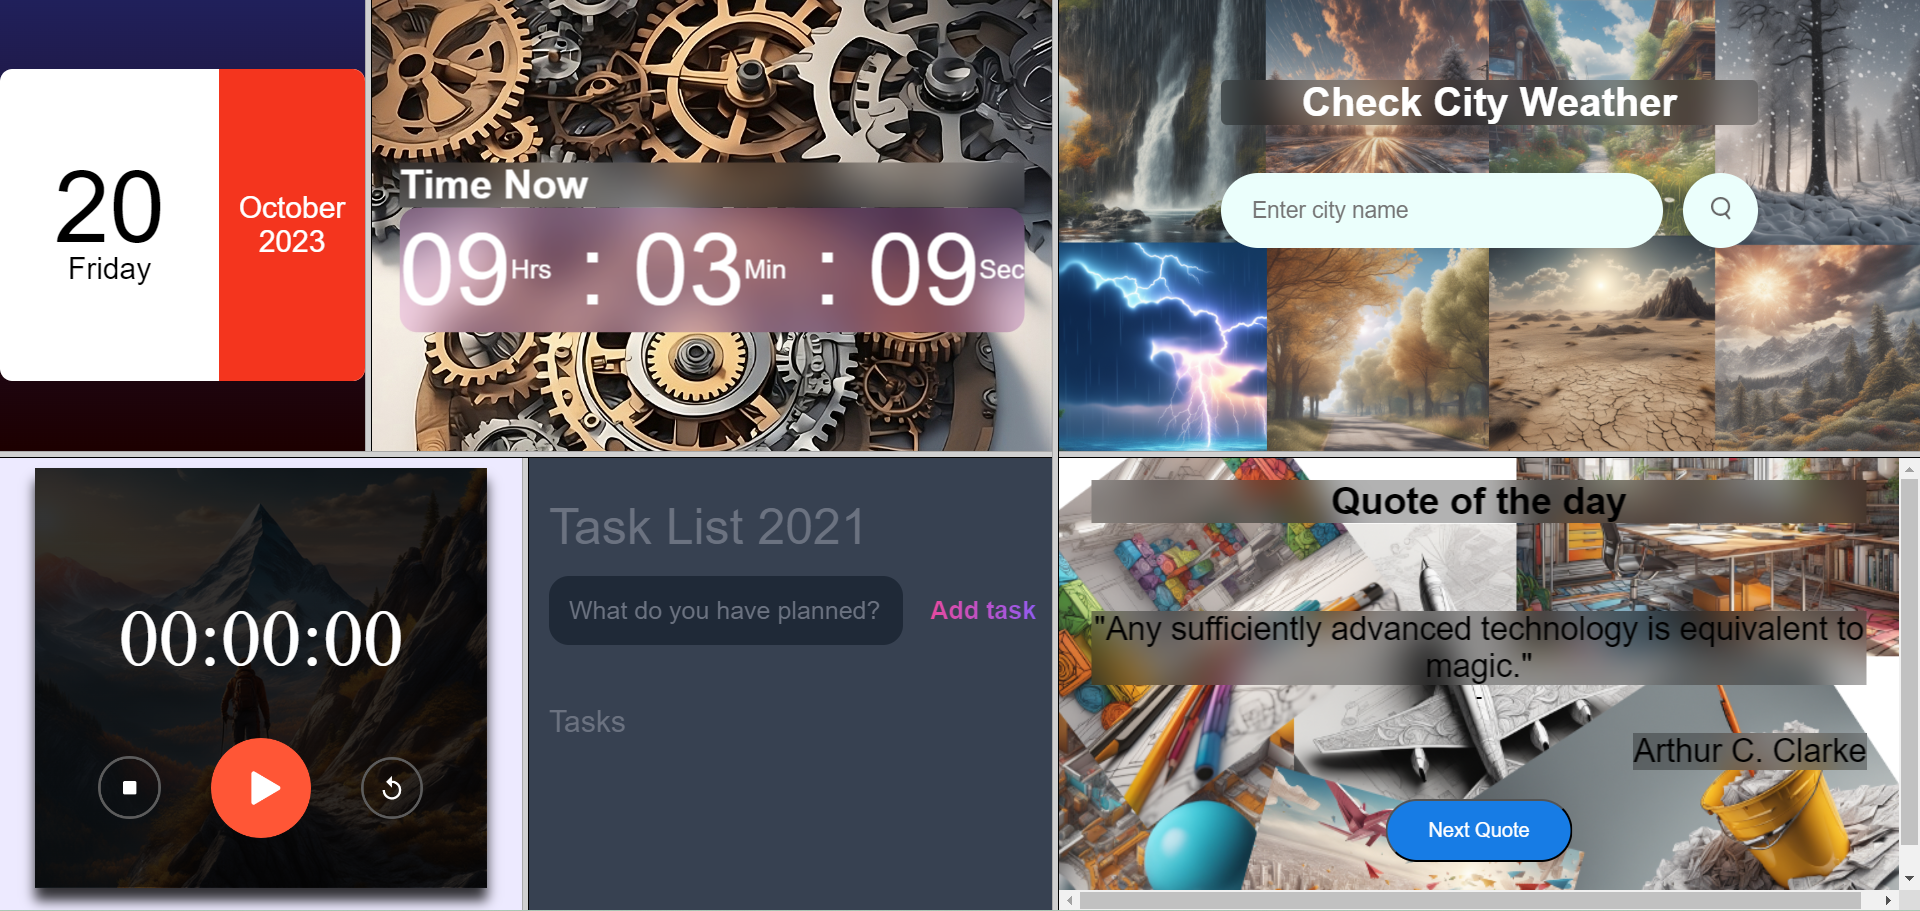 20
Friday
October
2023
Time Now
09Hrs : 03Min : 09Sec
Check City Weather
Enter city name
00:00:00
Task List 2021
What do you have planned?
Add task
Tasks
Quote of the day
"Any sufficiently advanced technology is equivalent to
magic."
-
Arthur C. Clarke
Next Quote